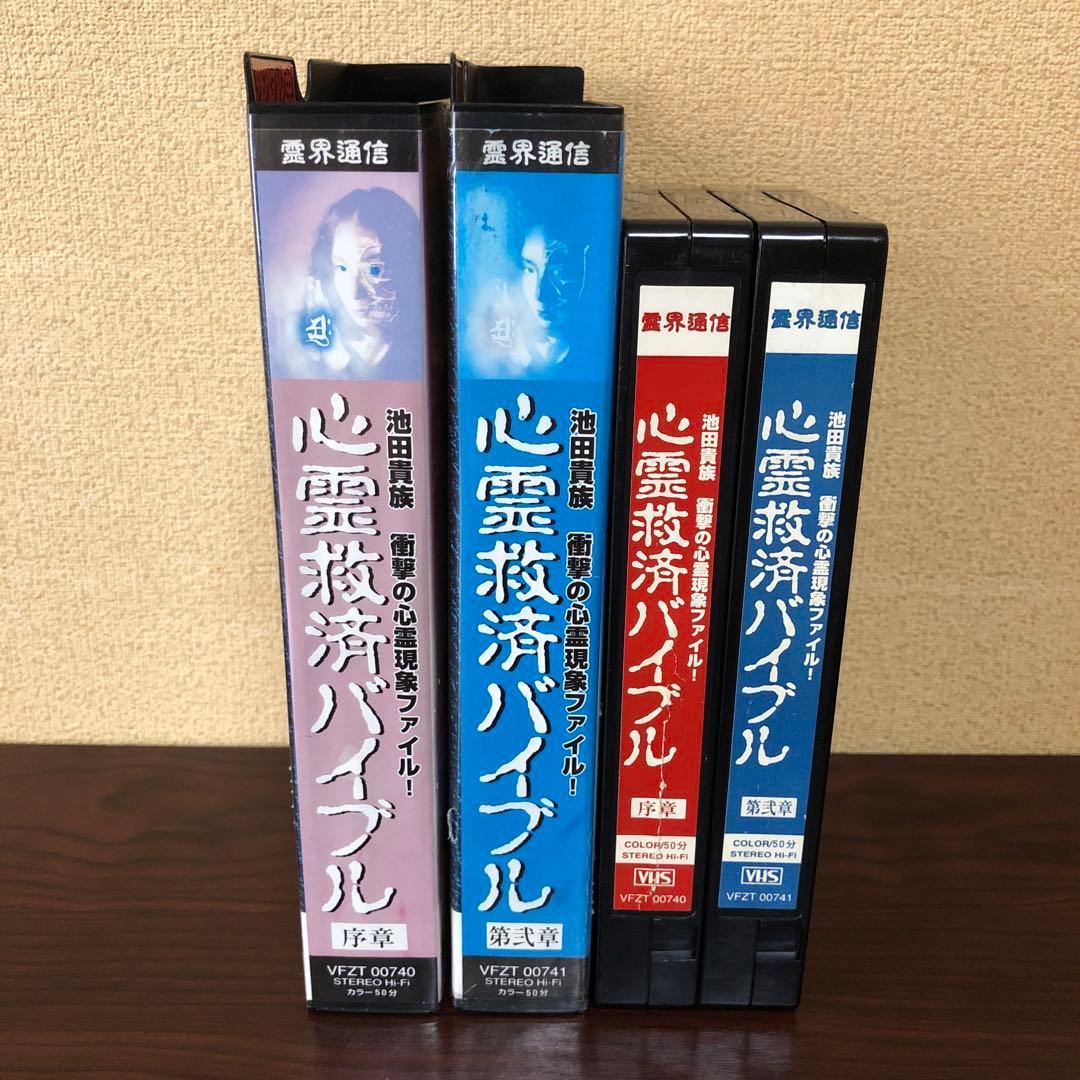 霊界通信
池田貴族 衝撃の心霊現象ファイル!
心霊救済バイブル
序章
VFZT 00740
STEREO Hi-Fi
カラー50分
霊界通信
池田貴族 衝撃の心霊現象ファイル!
心霊救済バイブル
第弐章
VFZT 00741
STEREO Hi-Fi
カラー50分
霊界通信
池田貴族 衝撃の心霊現象ファイル!
心霊救済バイブル
序章
COLOR/50分
STEREO Hi-Fi
VHS
VFZT 00740
霊界通信
池田貴族 衝撃の心霊現象ファイル!
心霊救済バイブル
第弐章
COLOR/50分
STEREO Hi-Fi
VHS
VFZT 00741